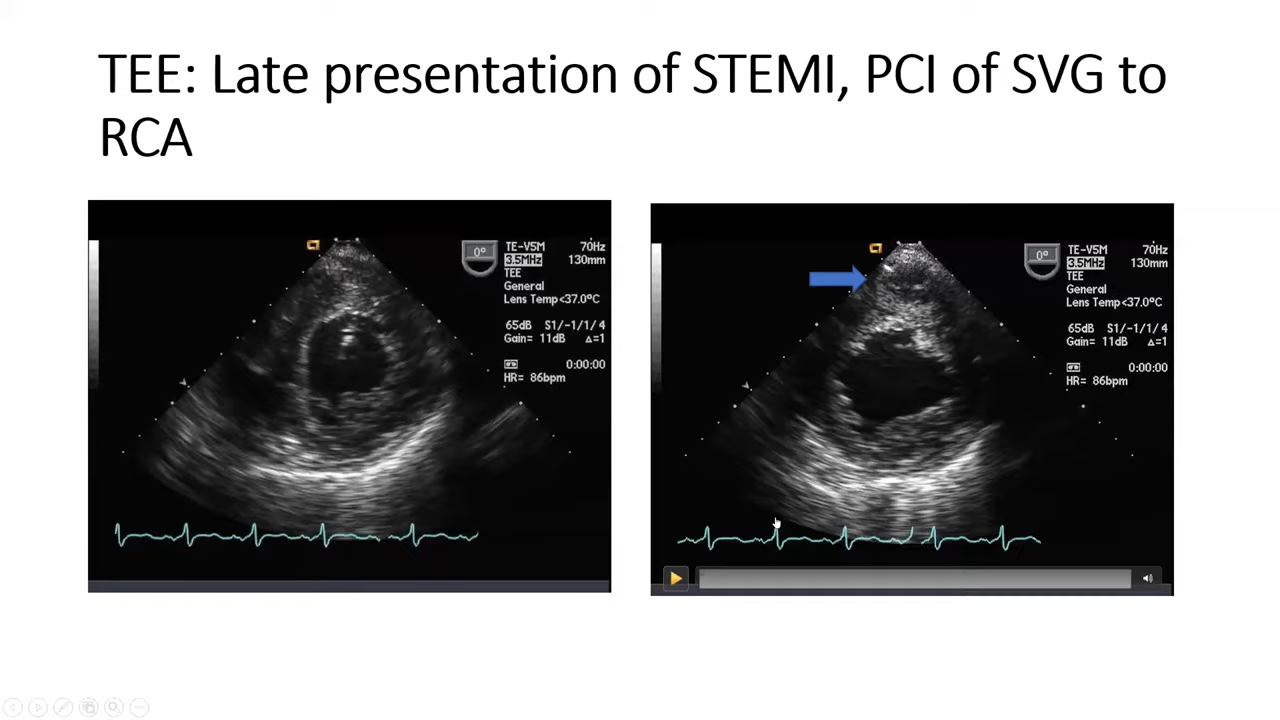 TEE: Late presentation of STEMI, PCI of SVG to
RCA
0°
TE-V5M 70Hz
3.5MHz 130mm
TEE
General
Lens Temp<37.0°C
65dB S1/-1/1/4
Gain= 11dB Δ=1
0:00:00
HR= 86bpm
0°
TE-V5M 70Hz
3.5MHz 130mm
TEE
General
Lens Temp<37.0°C
65dB S1/-1/1/4
Gain= 11dB Δ=1
0:00:00
HR= 86bpm